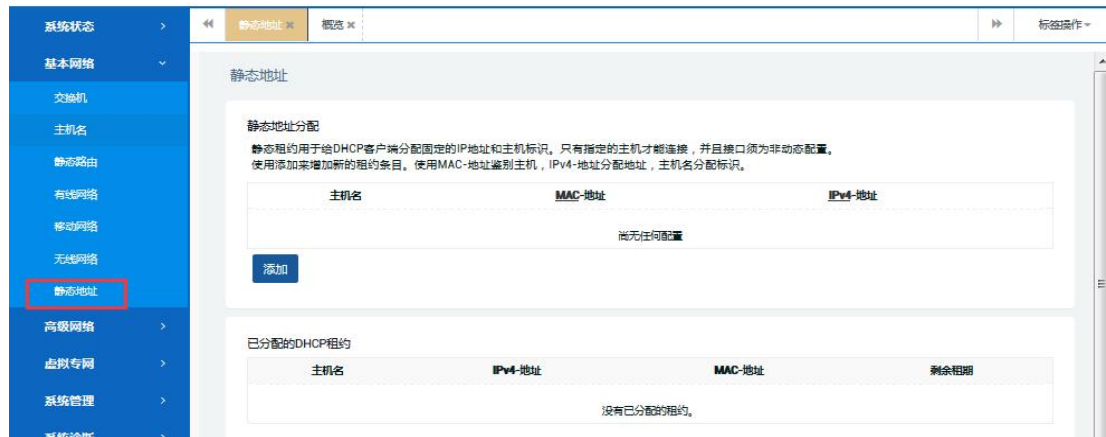 系统状态
基本网络
交换机
主机名
静态路由
有线网络
移动网络
无线网络
静态地址
高级网络
虚拟专网
系统管理
系统诊断
静态地址
概览
标签操作
静态地址
静态地址分配
静态租约用于给DHCP客户端分配固定的IP地址和主机标识。只有指定的主机才能连接，并且接口须为非动态配置。
使用添加来增加新的租约条目。使用MAC-地址鉴别主机，IPv4-地址分配地址，主机名分配标识。
主机名 MAC-地址 IPv4-地址
尚无任何配置
添加
已分配的DHCP租约
主机名 IPv4-地址 MAC-地址 剩余租期
没有已分配的租约。